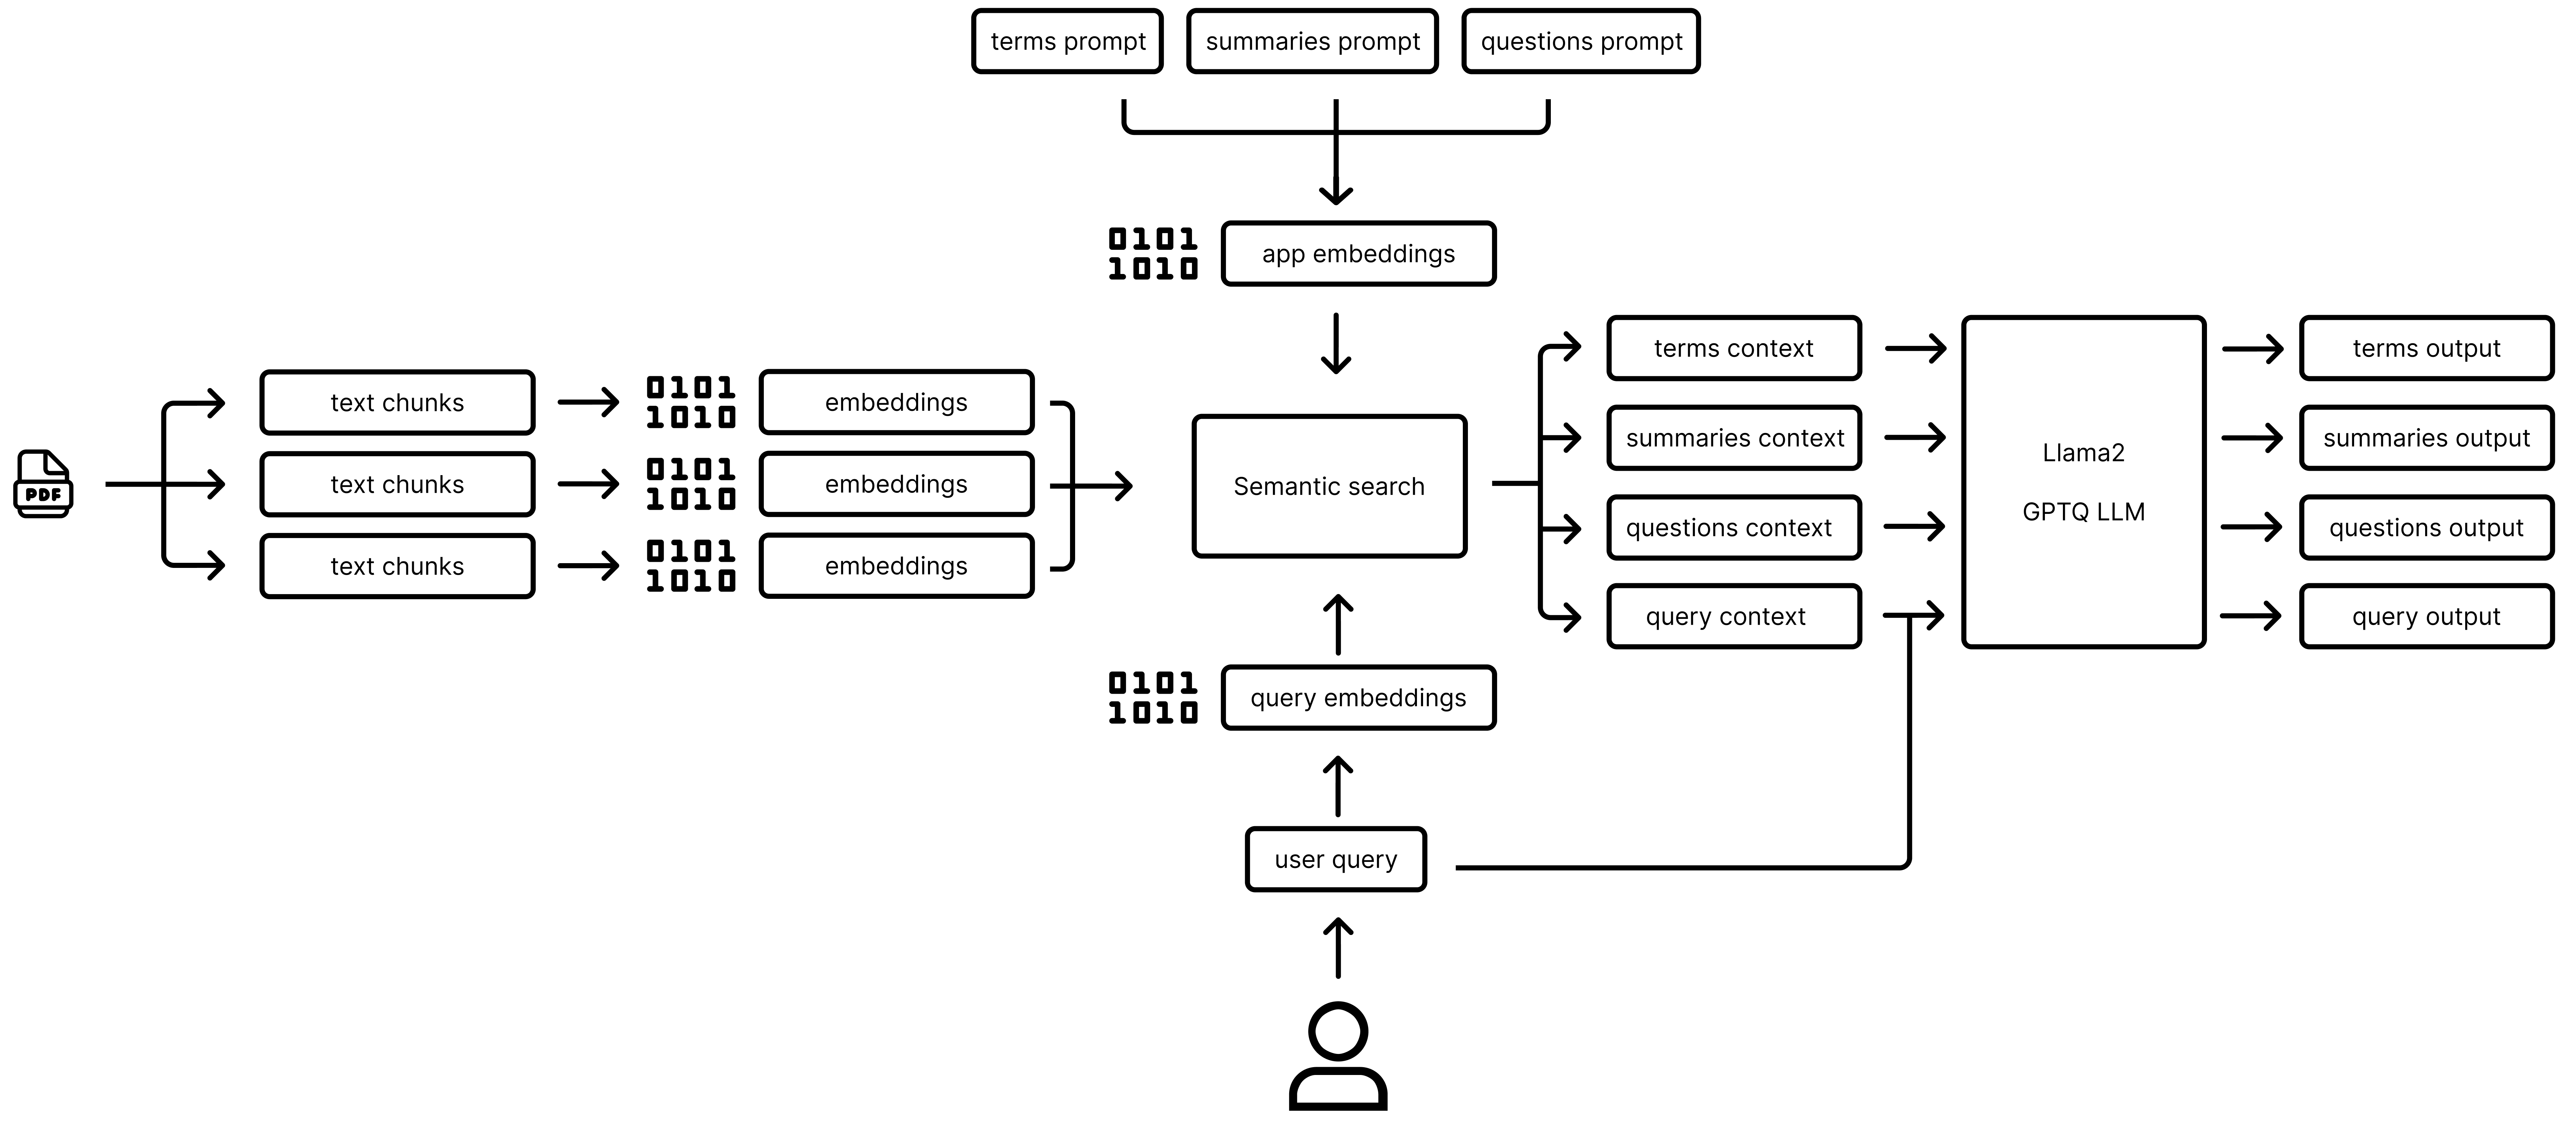 terms prompt
summaries prompt
questions prompt
0101
1010
app embeddings
PDF
text chunks
0101
1010
embeddings
text chunks
0101
1010
embeddings
text chunks
0101
1010
embeddings
Semantic search
terms context
summaries context
questions context
query context
Llama2
GPTQ LLM
terms output
summaries output
questions output
query output
0101
1010
query embeddings
user query